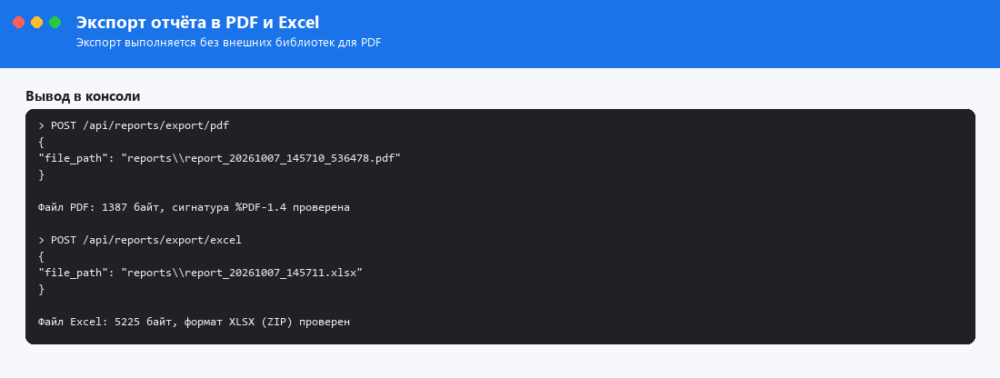 Экспорт отчёта в PDF и Excel
Экспорт выполняется без внешних библиотек для PDF
Вывод в консоли
> POST /api/reports/export/pdf
{
"file_path": "reports\\report_20261007_145710_536478.pdf"
}
Файл PDF: 1387 байт, сигнатура %PDF-1.4 проверена
> POST /api/reports/export/excel
{
"file_path": "reports\\report_20261007_145711.xlsx"
}
Файл Excel: 5225 байт, формат XLSX (ZIP) проверен